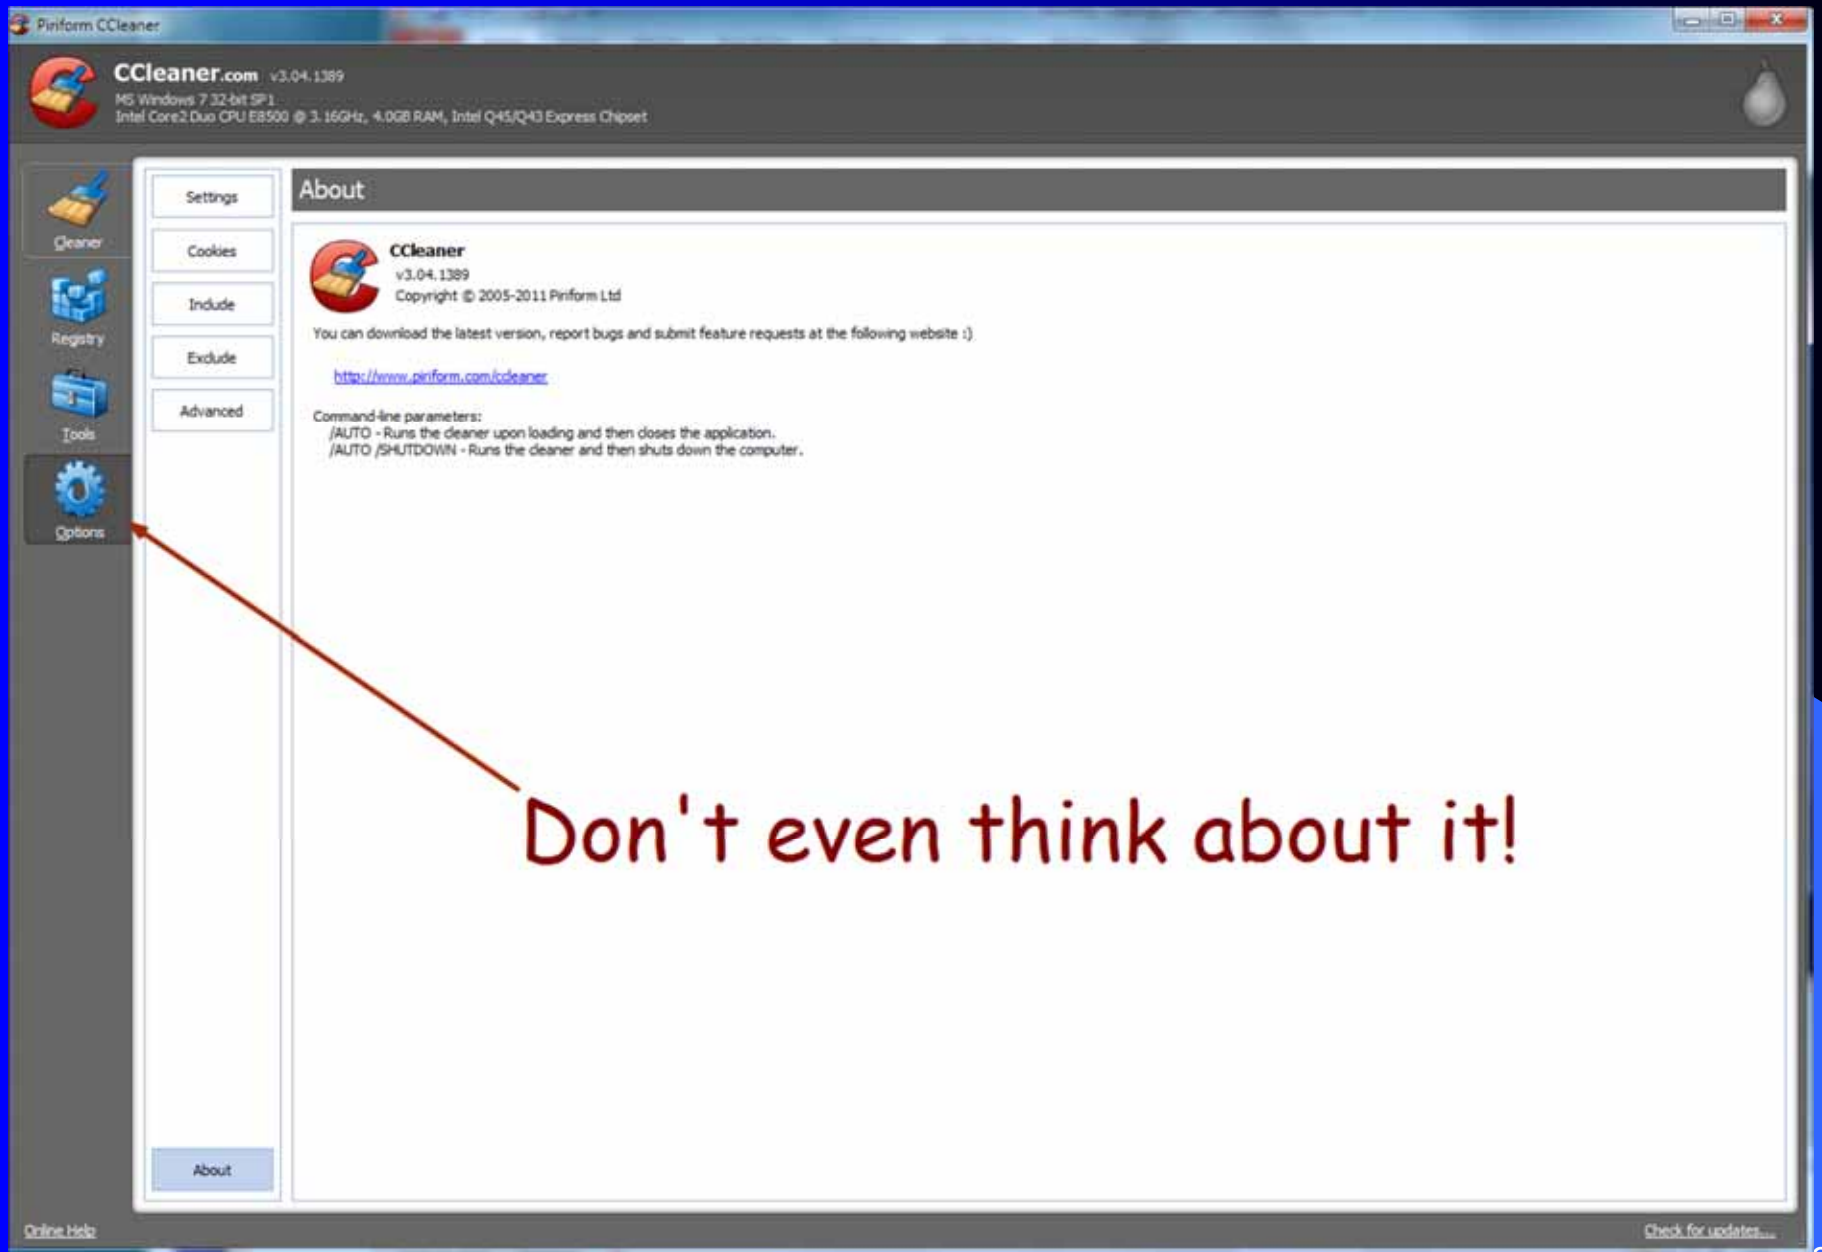 Piriform CCleaner
CCleaner.com v3.04.1389
MS Windows 7 32-bit SP1
Intel Core2 Duo CPU E8500 @ 3.16GHz, 4.0GB RAM, Intel Q45/Q43 Express Chipset
Cleaner
Registry
Tools
Options
Settings
Cookies
Include
Exclude
Advanced
About
About
CCleaner
v3.04.1389
Copyright © 2005-2011 Piriform Ltd
You can download the latest version, report bugs and submit feature requests at the following website :)
http://www.piriform.com/ccleaner
Command-line parameters:
/AUTO - Runs the cleaner upon loading and then closes the application.
/AUTO /SHUTDOWN - Runs the cleaner and then shuts down the computer.
Don't even think about it!
Online Help
Check for updates...